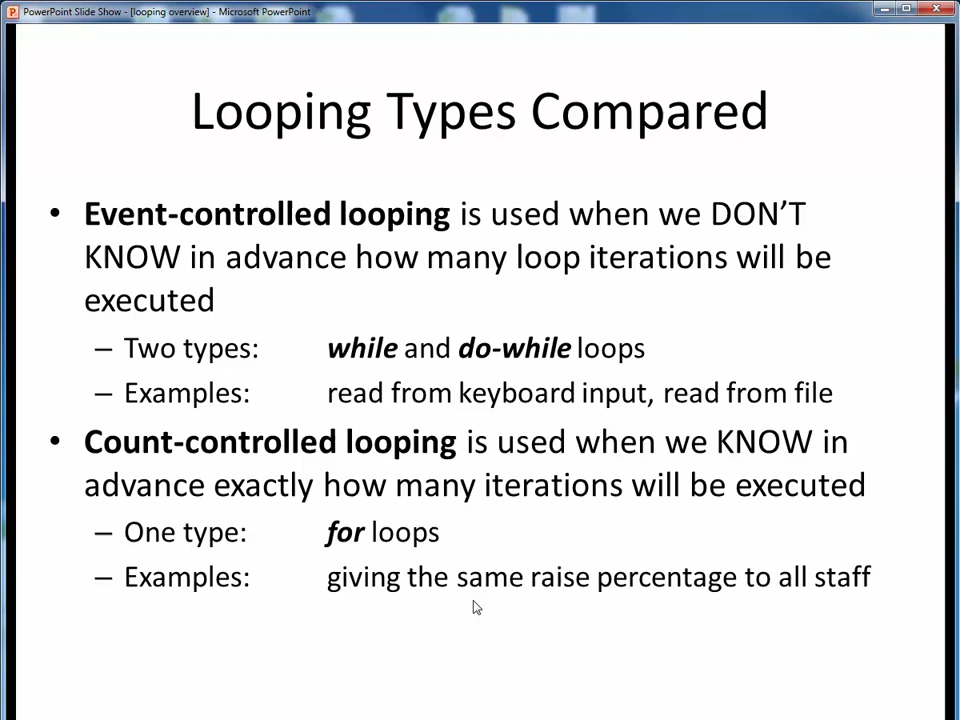 PowerPoint Slide Show - [looping overview] - Microsoft PowerPoint
Looping Types Compared
• Event-controlled looping is used when we DON’T
KNOW in advance how many loop iterations will be
executed
– Two types: while and do-while loops
– Examples: read from keyboard input, read from file
• Count-controlled looping is used when we KNOW in
advance exactly how many iterations will be executed
– One type: for loops
– Examples: giving the same raise percentage to all staff